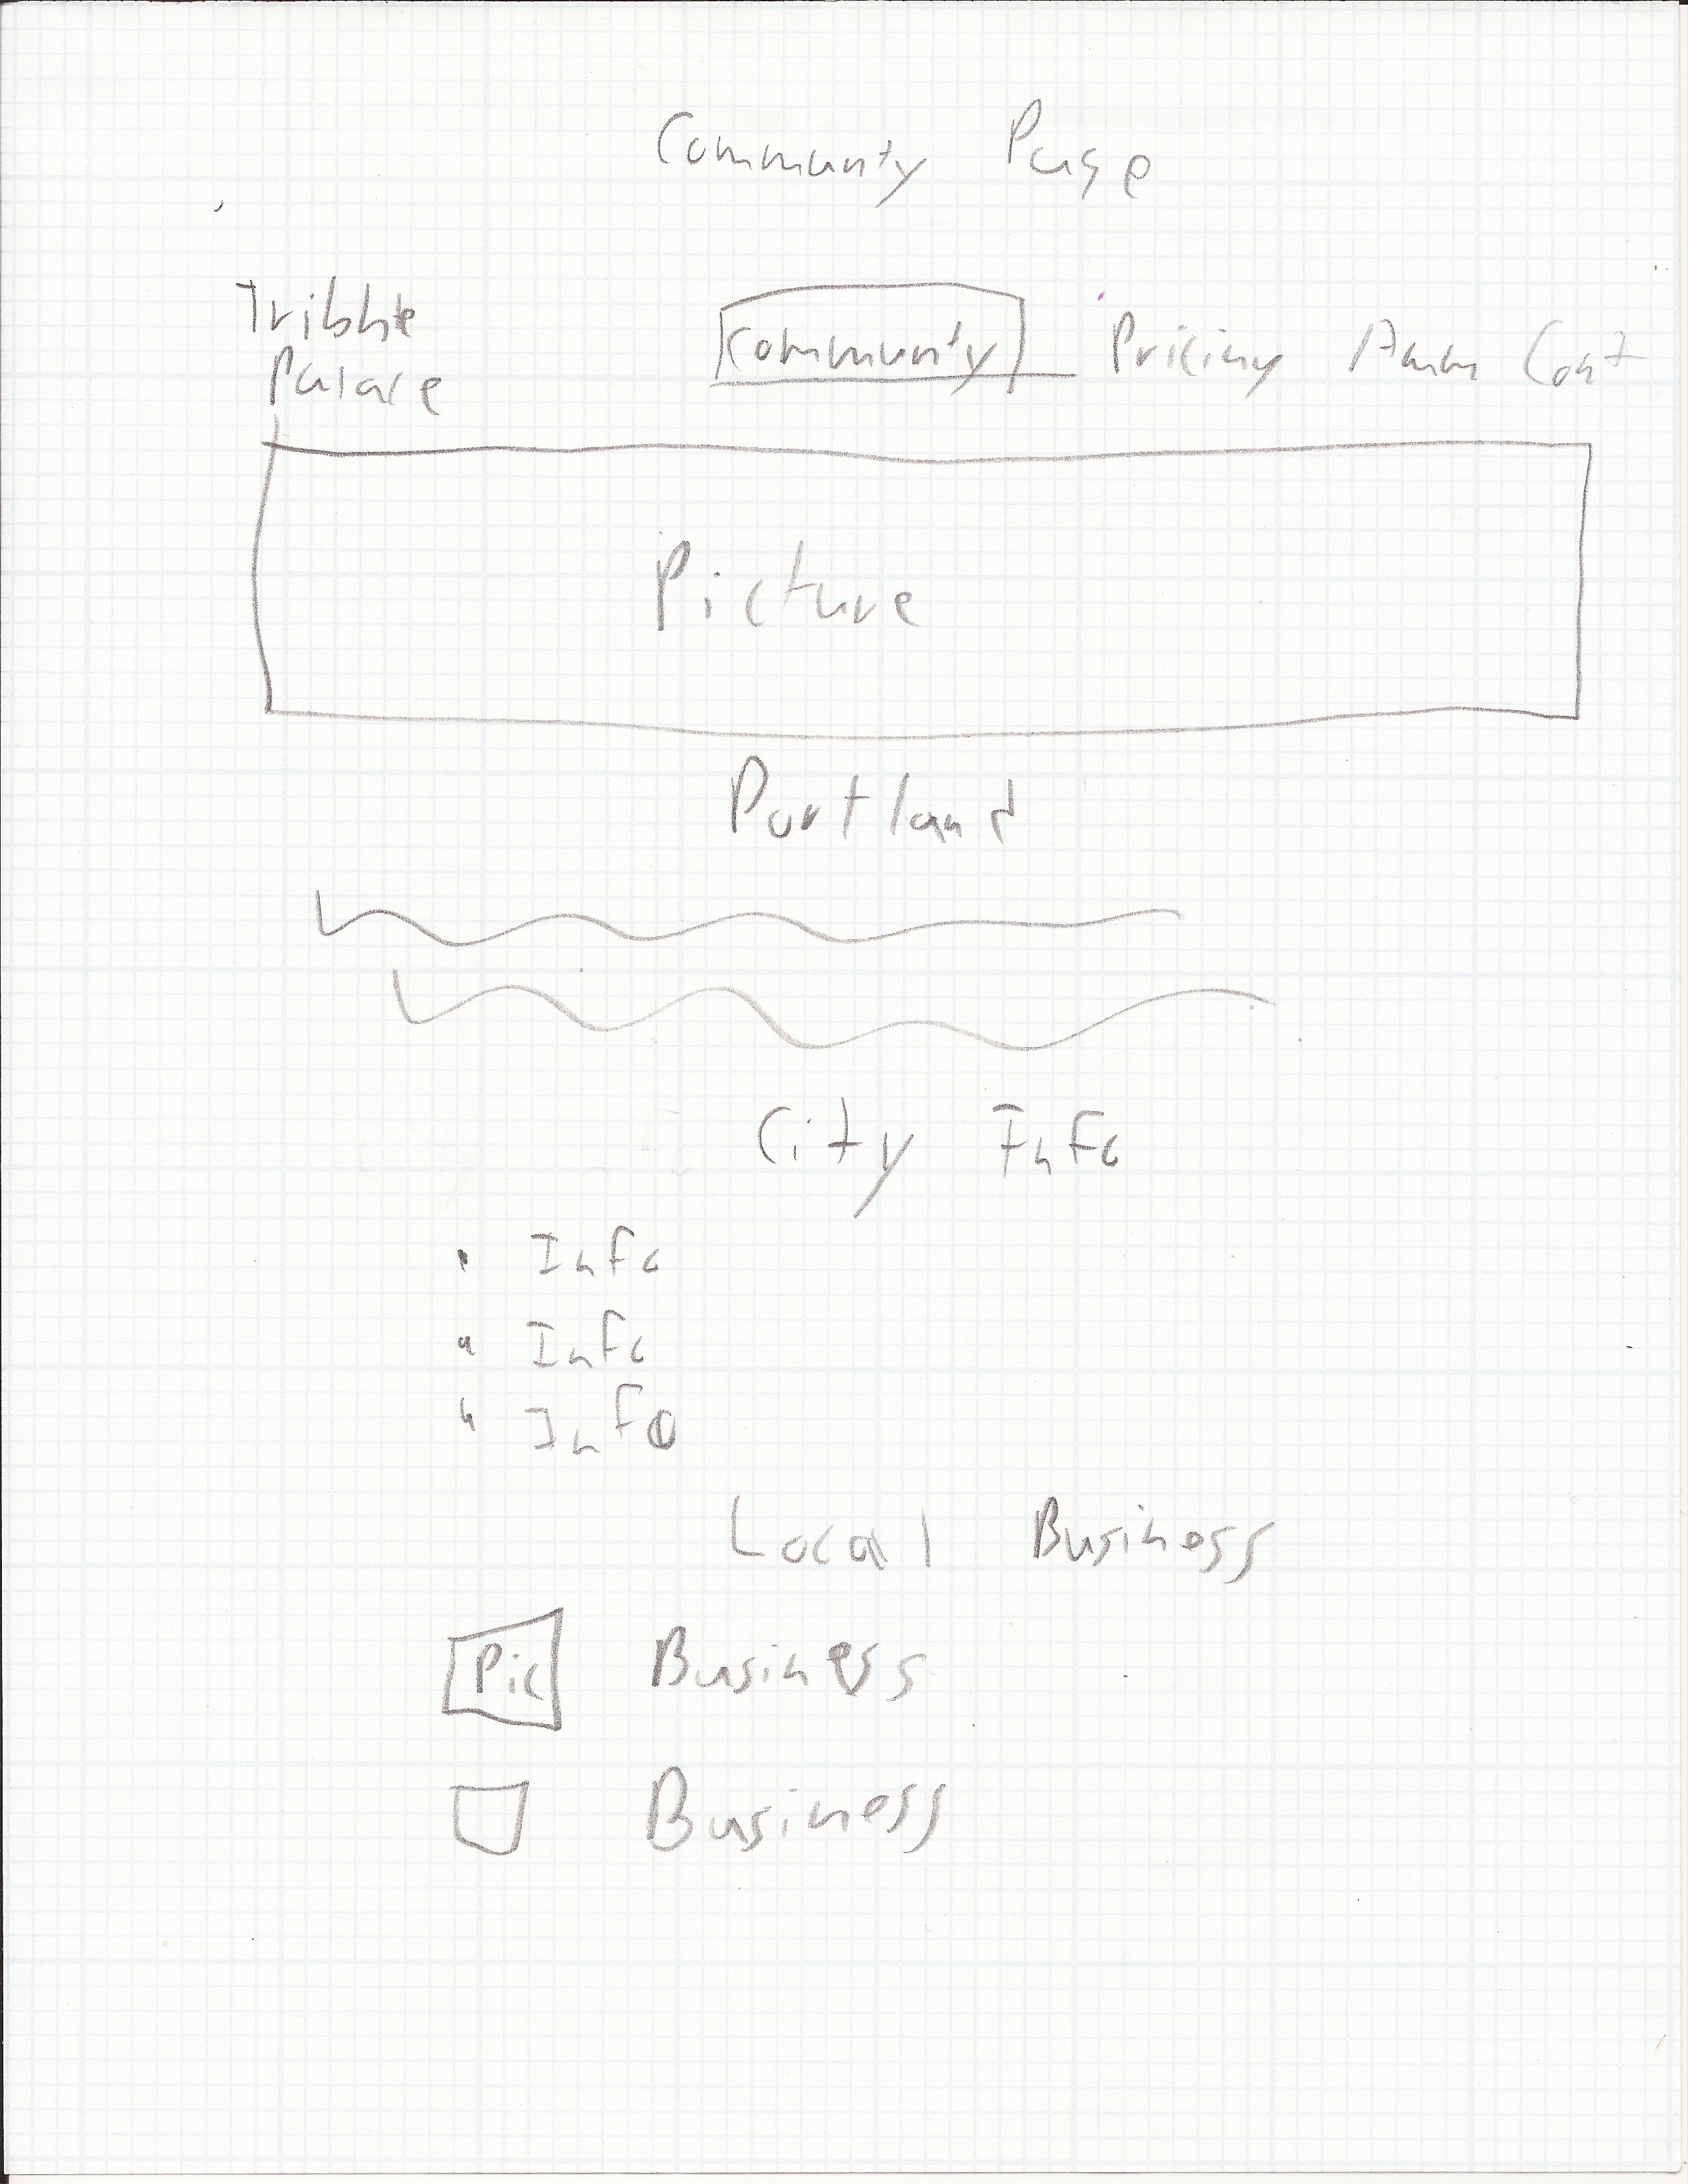 Community Page
Tribble
Palace
Community Pricing Amm Cont
Picture
Portland
City Info
• Info
• Info
• Info
Local Business
Pic Business
Business